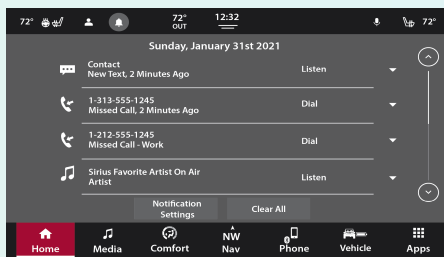 72° 72° OUT 12:32 72°
Sunday, January 31st 2021
Contact
New Text, 2 Minutes Ago
Listen
1-313-555-1245
Missed Call, 2 Minutes Ago
Dial
1-212-555-1245
Missed Call - Work
Dial
Sirius Favorite Artist On Air
Artist
Listen
Notification
Settings
Clear All
Home Media Comfort NW Nav Phone Vehicle Apps